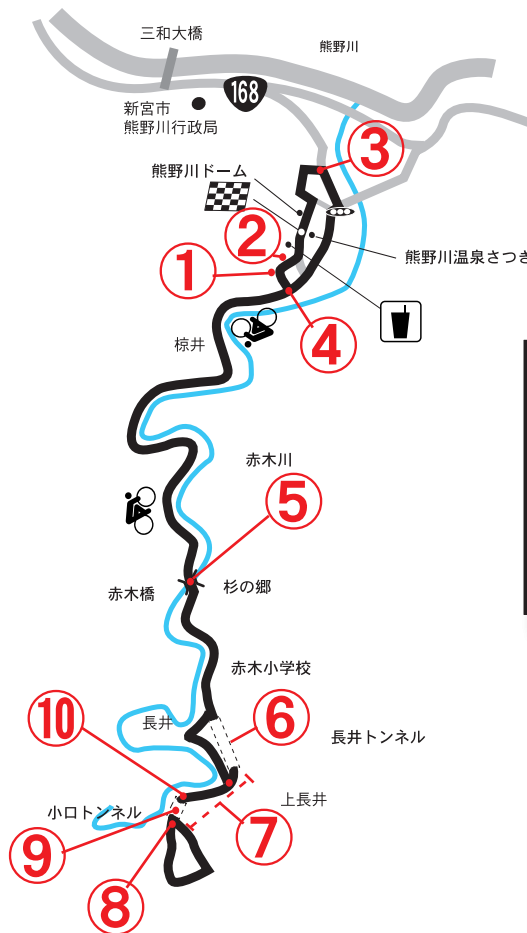 三和大橋
熊野川
168
新宮市
熊野川行政局
③
熊野川ドーム
②
熊野川温泉さつき
①
④
椋井
赤木川
⑤
赤木橋
杉の郷
赤木小学校
⑩
長井
⑥
長井トンネル
上長井
小口トンネル
⑦
⑨
⑧